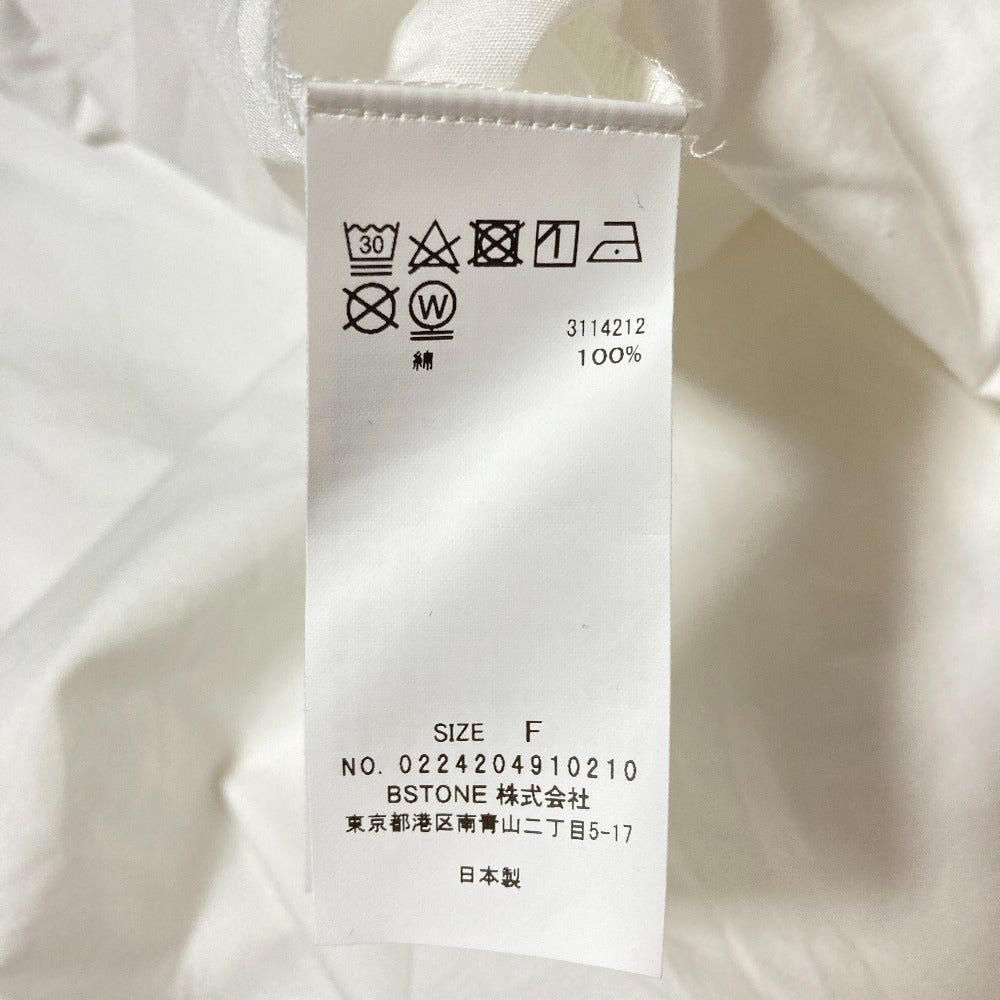 30
W
3114212
綿 100%
SIZE F
NO. 0224204910210
BSTONE 株式会社
東京都港区南青山二丁目5-17
日本製